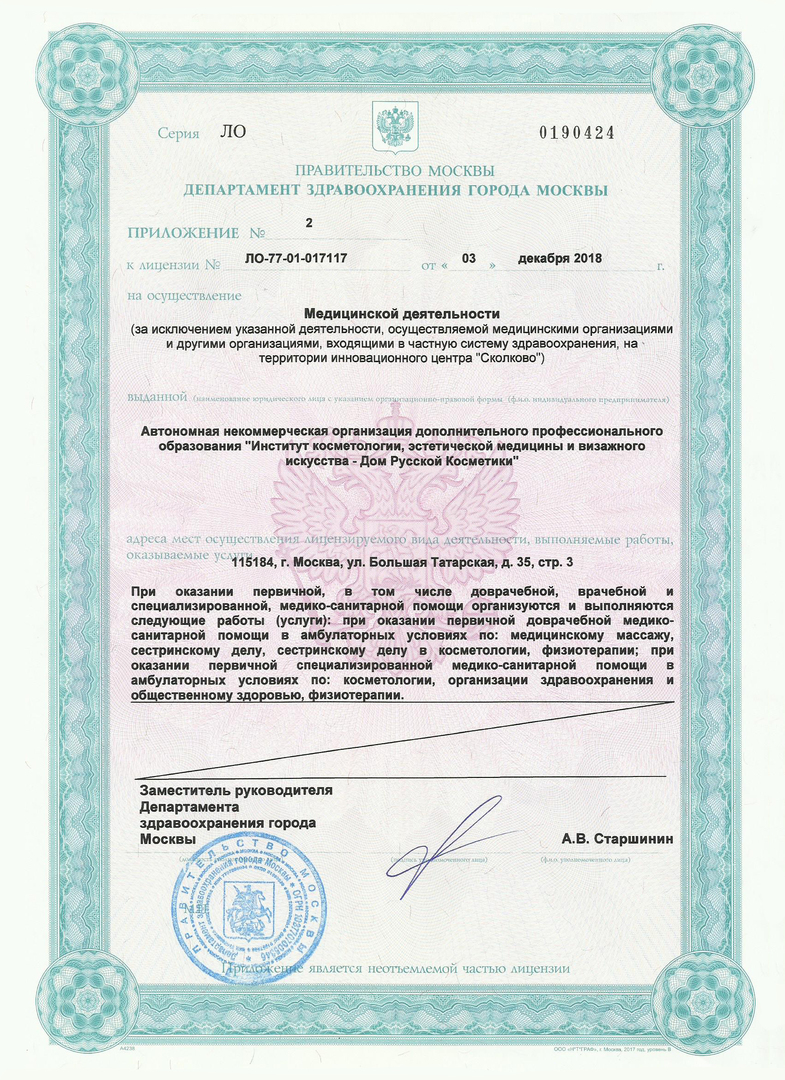 Серия ЛО 0190424
ПРАВИТЕЛЬСТВО МОСКВЫ
ДЕПАРТАМЕНТ ЗДРАВООХРАНЕНИЯ ГОРОДА МОСКВЫ
ПРИЛОЖЕНИЕ № 2
к лицензии № ЛО-77-01-017117 от « 03 » декабря 2018 г.
на осуществление
Медицинской деятельности
(за исключением указанной деятельности, осуществляемой медицинскими организациями
и другими организациями, входящими в частную систему здравоохранения, на
территории инновационного центра "Сколково")
выданной (наименование юридического лица с указанием организационно-правовой формы (ф.и.о. индивидуального предпринимателя)
Автономная некоммерческая организация дополнительного профессионального
образования "Институт косметологии, эстетической медицины и визажного
искусства - Дом Русской Косметики"
адреса мест осуществления лицензируемого вида деятельности, выполняемые работы,
оказываемые услуги
115184, г. Москва, ул. Большая Татарская, д. 35, стр. 3
При оказании первичной, в том числе доврачебной, врачебной и
специализированной, медико-санитарной помощи организуются и выполняются
следующие работы (услуги): при оказании первичной доврачебной медико-
санитарной помощи в амбулаторных условиях по: медицинскому массажу,
сестринскому делу, сестринскому делу в косметологии, физиотерапии; при
оказании первичной специализированной медико-санитарной помощи в
амбулаторных условиях по: косметологии, организации здравоохранения и
общественному здоровью, физиотерапии.
Заместитель руководителя
Департамента
здравоохранения города
Москвы А.В. Старшинин
(подпись уполномоченного лица) (ф.и.о. уполномоченного лица)
ПРАВИТЕЛЬСТВО МОСКВЫ
Департамент здравоохранения города Москвы
Приложение является неотъемлемой частью лицензии